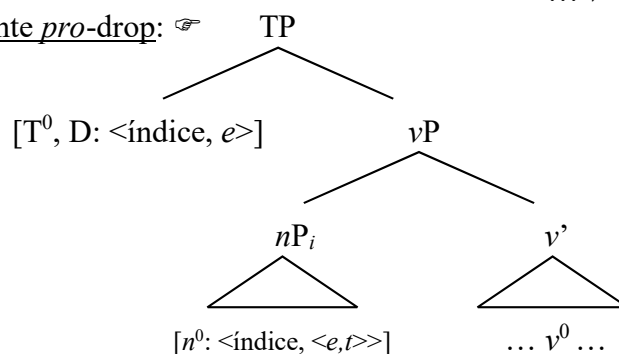 nte pro-drop: ☞ TP
[T⁰, D: <índice, e>] vP
nPᵢ v’
[n⁰: <índice, <e,t>>] … v⁰ …